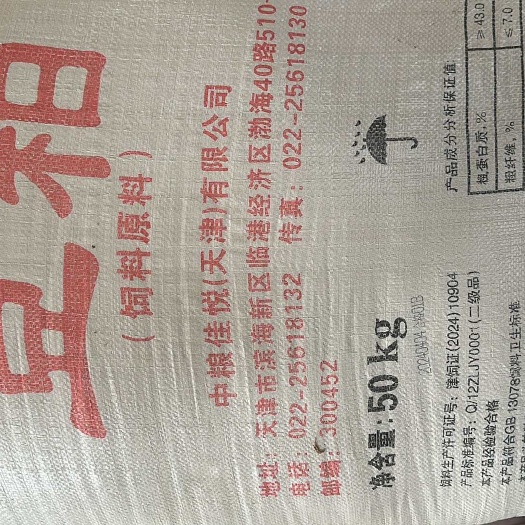 豆粕
(饲料原料)
中粮佳悦(天津)有限公司
地址: 天津市滨海新区临港经济区渤海40路510-
电话: 022-25618132 传真: 022-25618130
邮编: 300452
净含量: 50 kg
产品成分分析保证值
粗蛋白质, % ≥ 43.0
粗纤维, % ≤ 7.0
饲料生产许可证号: 津饲证(2024)10904
产品标准编号: Q/12ZLJY0001(二级品)
本产品经检验合格
本产品符合GB 13078饲料卫生标准